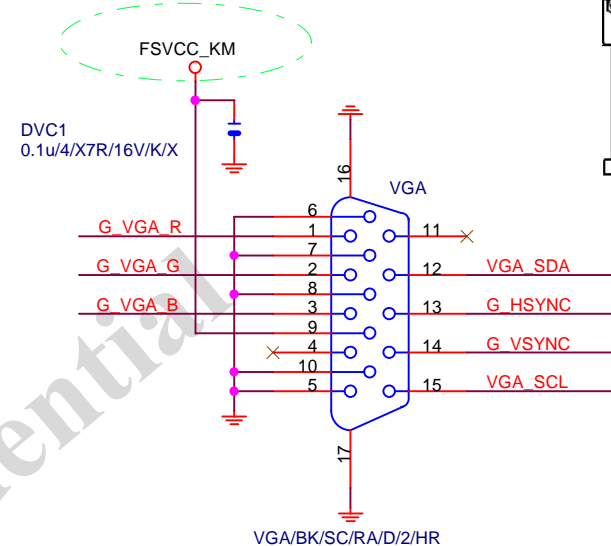 FSVCC_KM
DVC1
0.1u/4/X7R/16V/K/X
16
VGA
6
G_VGA_R 1 11
7
G_VGA_G 2 12 VGA_SDA
8
G_VGA_B 3 13 G_HSYNC
9
4 14 G_VSYNC
10
5 15 VGA_SCL
17
VGA/BK/SC/RA/D/2/HR
ential